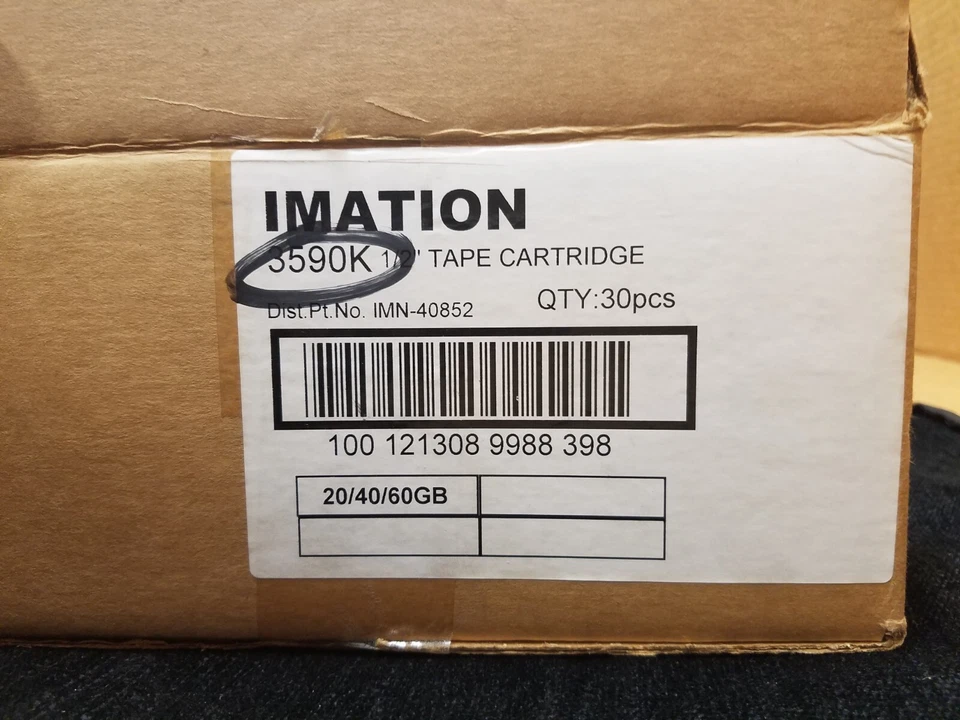 IMATION
3590K 1/2" TAPE CARTRIDGE
Dist.Pt.No. IMN-40852 QTY:30pcs
100 121308 9988 398
20/40/60GB